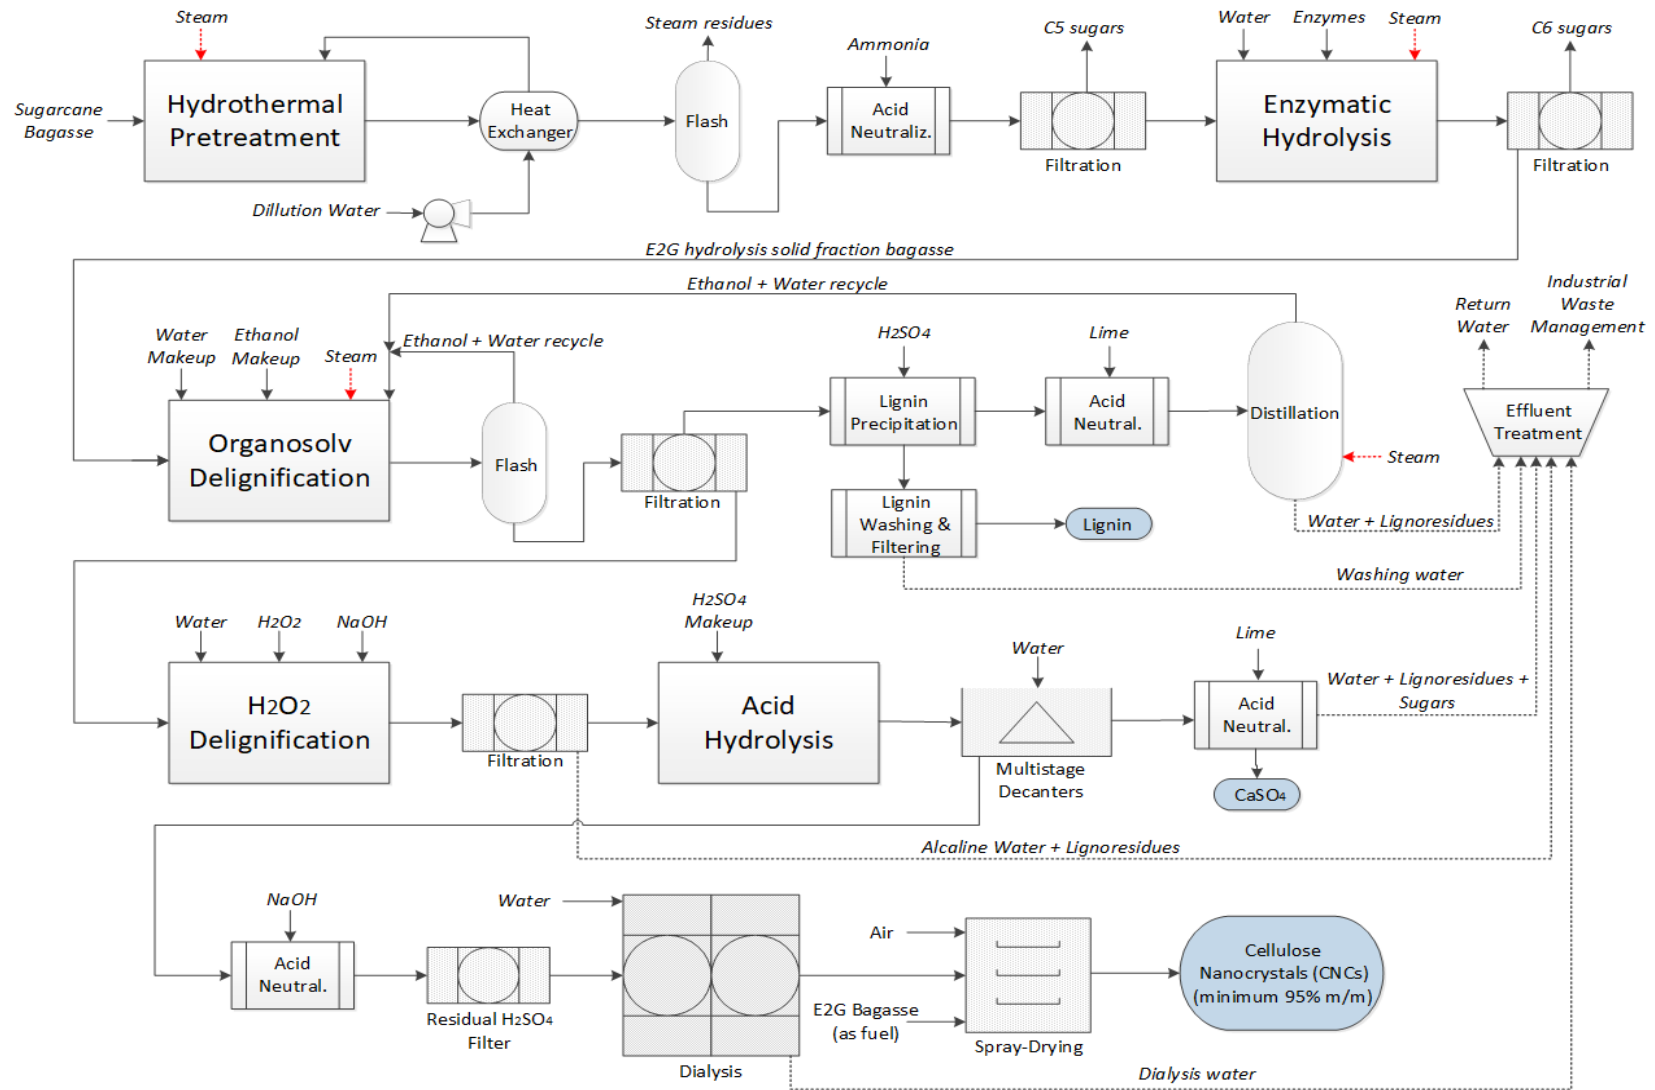 Steam
Steam residues
Ammonia
C5 sugars
Water
Enzymes
Steam
C6 sugars
Sugarcane
Bagasse
Hydrothermal
Pretreatment
Heat
Exchanger
Flash
Acid
Neutraliz.
Filtration
Enzymatic
Hydrolysis
Filtration
Dillution Water
E2G hydrolysis solid fraction bagasse
Ethanol + Water recycle
Water
Makeup
Ethanol
Makeup
Steam
Ethanol + Water recycle
H2SO4
Lime
Return
Water
Industrial
Waste
Management
Organosolv
Delignification
Flash
Filtration
Lignin
Precipitation
Acid
Neutral.
Distillation
Steam
Effluent
Treatment
Lignin
Washing &
Filtering
Lignin
Water + Lignoresidues
Washing water
Water
H2O2
NaOH
H2SO4
Makeup
Water
Lime
Water + Lignoresidues +
Sugars
H2O2
Delignification
Filtration
Acid
Hydrolysis
Multistage
Decanters
Acid
Neutral.
CaSO4
Alcaline Water + Lignoresidues
NaOH
Water
Acid
Neutral.
Residual H2SO4
Filter
Dialysis
Air
E2G Bagasse
(as fuel)
Spray-Drying
Cellulose
Nanocrystals (CNCs)
(minimum 95% m/m)
Dialysis water